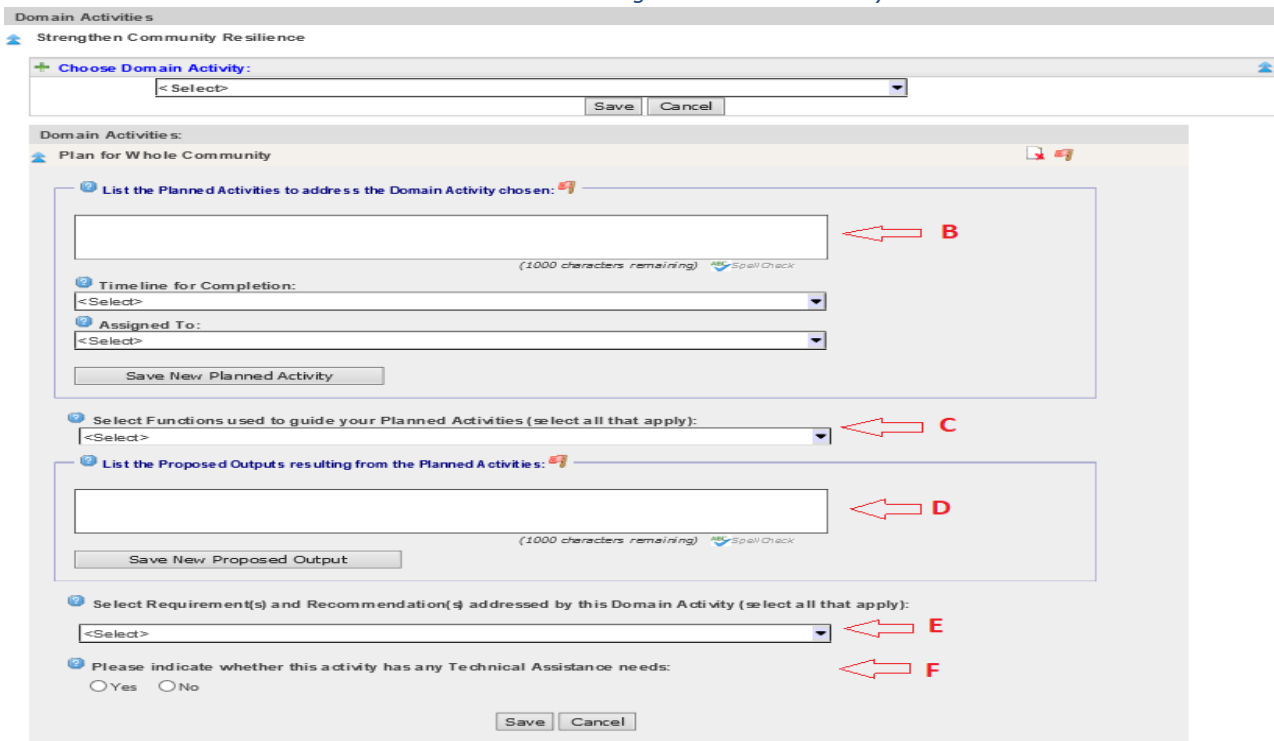 Domain Activities
Strengthen Community Resilience
Choose Domain Activity:
< Select>
Save Cancel
Domain Activities:
Plan for Whole Community
List the Planned Activities to address the Domain Activity chosen:
B
(1000 characters remaining) ABC SpellCheck
Timeline for Completion:
<Select>
Assigned To:
<Select>
Save New Planned Activity
Select Functions used to guide your Planned Activities (select all that apply):
<Select>
C
List the Proposed Outputs resulting from the Planned Activities:
D
(1000 characters remaining) ABC SpellCheck
Save New Proposed Output
Select Requirement(s) and Recommendation(s) addressed by this Domain Activity (select all that apply):
<Select>
E
Please indicate whether this activity has any Technical Assistance needs:
F
Yes No
Save Cancel